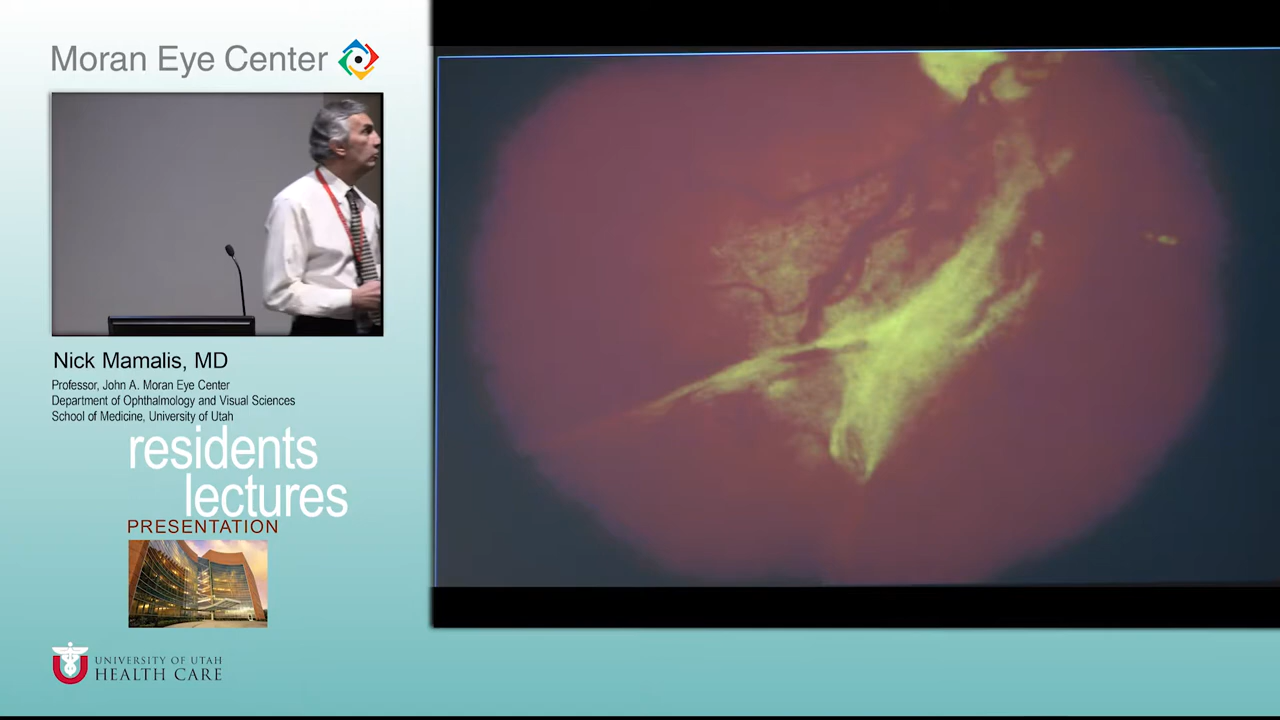 Moran Eye Center
Nick Mamalis, MD
Professor, John A. Moran Eye Center
Department of Ophthalmology and Visual Sciences
School of Medicine, University of Utah
residents
lectures
PRESENTATION
U
UNIVERSITY OF UTAH
HEALTH CARE